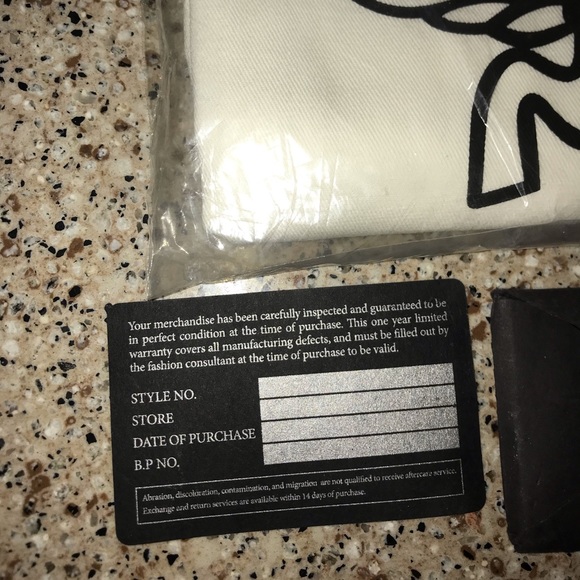 Your merchandise has been carefully inspected and guaranteed to be
in perfect condition at the time of purchase. This one year limited
warranty covers all manufacturing defects, and must be filled out by
the fashion consultant at the time of purchase to be valid.
STYLE NO.
STORE
DATE OF PURCHASE
B.P NO.
Abrasion, discoloration, contamination, and migration are not qualified to receive aftercare service.
Exchange and return services are available within 14 days of purchase.